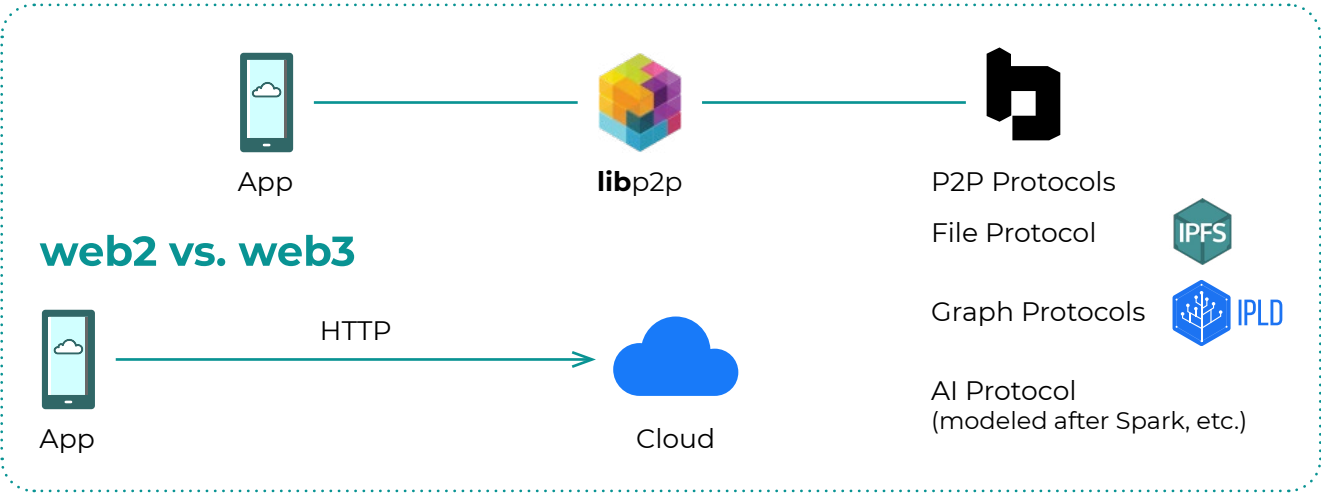 App
libp2p
P2P Protocols
File Protocol
IPFS
web2 vs. web3
Graph Protocols
IPLD
HTTP
AI Protocol
(modeled after Spark, etc.)
App
Cloud